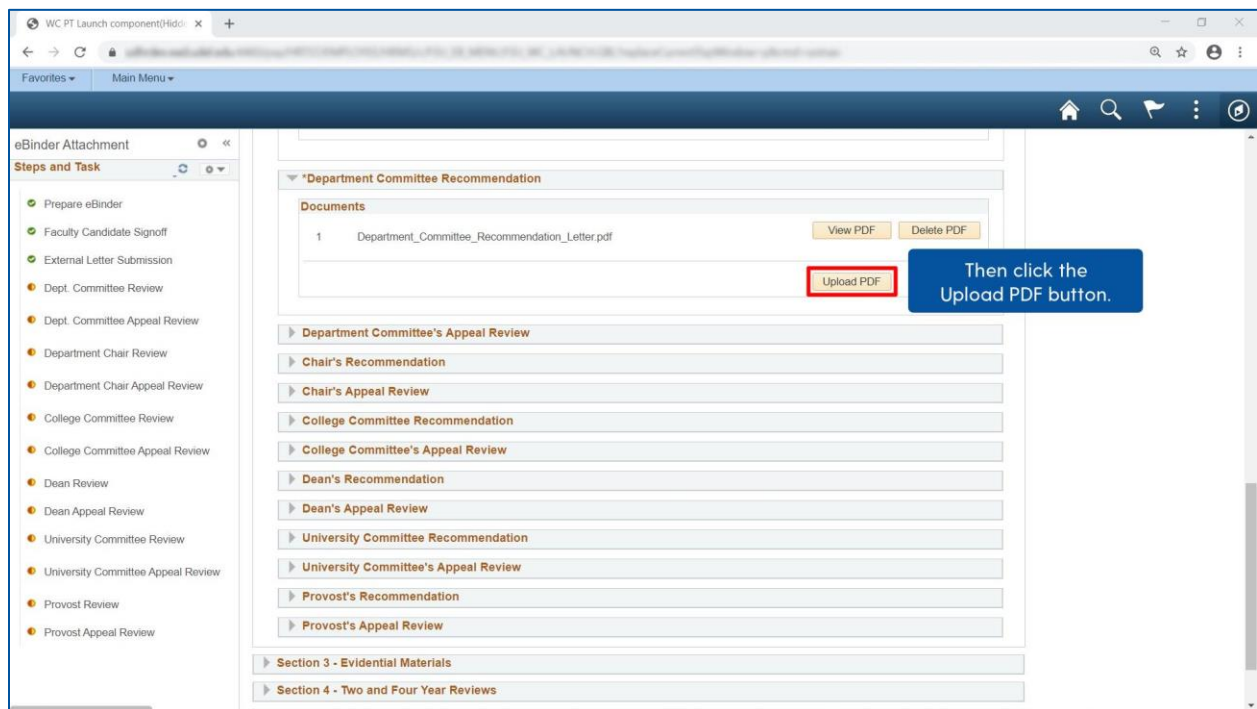 WC PT Launch component(Hidd
Favorites
Main Menu
eBinder Attachment
Steps and Task
Prepare eBinder
Faculty Candidate Signoff
External Letter Submission
Dept. Committee Review
Dept. Committee Appeal Review
Department Chair Review
Department Chair Appeal Review
College Committee Review
College Committee Appeal Review
Dean Review
Dean Appeal Review
University Committee Review
University Committee Appeal Review
Provost Review
Provost Appeal Review
*Department Committee Recommendation
Documents
1 Department_Committee_Recommendation_Letter.pdf View PDF Delete PDF
Upload PDF
Then click the
Upload PDF button.
Department Committee's Appeal Review
Chair's Recommendation
Chair's Appeal Review
College Committee Recommendation
College Committee's Appeal Review
Dean's Recommendation
Dean's Appeal Review
University Committee Recommendation
University Committee's Appeal Review
Provost's Recommendation
Provost's Appeal Review
Section 3 - Evidential Materials
Section 4 - Two and Four Year Reviews